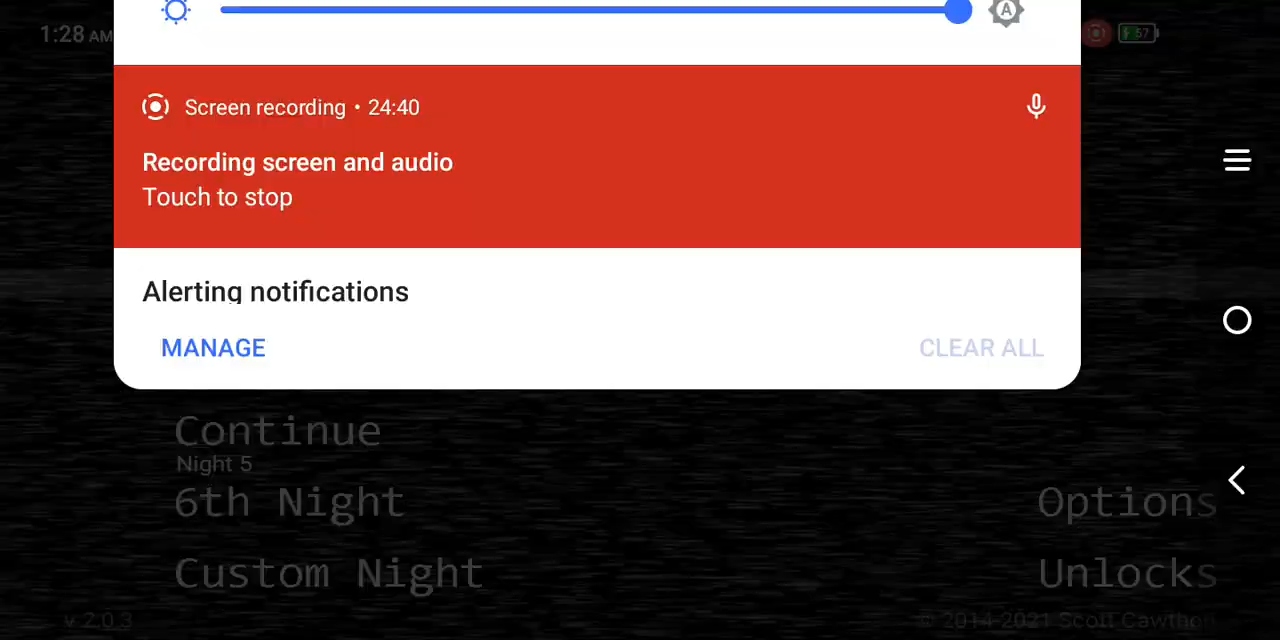 1:28 AM
A
57
Screen recording • 24:40
Recording screen and audio
Touch to stop
Alerting notifications
MANAGE CLEAR ALL
Continue
Night 5
6th Night Options
Custom Night Unlocks
v 2.0.3 © 2014-2021 Scott Cawthon